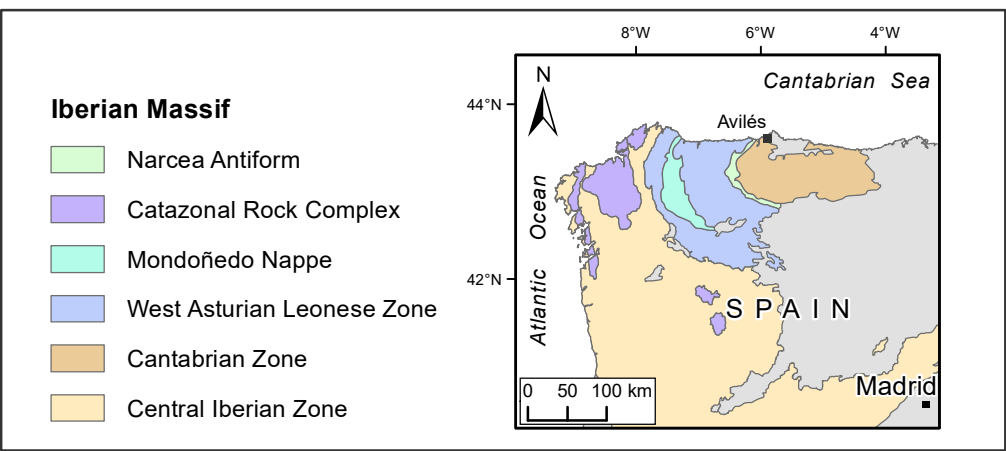 Iberian Massif
Narcea Antiform
Catazonal Rock Complex
Mondoñedo Nappe
West Asturian Leonese Zone
Cantabrian Zone
Central Iberian Zone
8°W 6°W 4°W
44°N
42°N
N
Cantabrian Sea
Avilés
Atlantic Ocean
SPAIN
Madrid
0 50 100 km